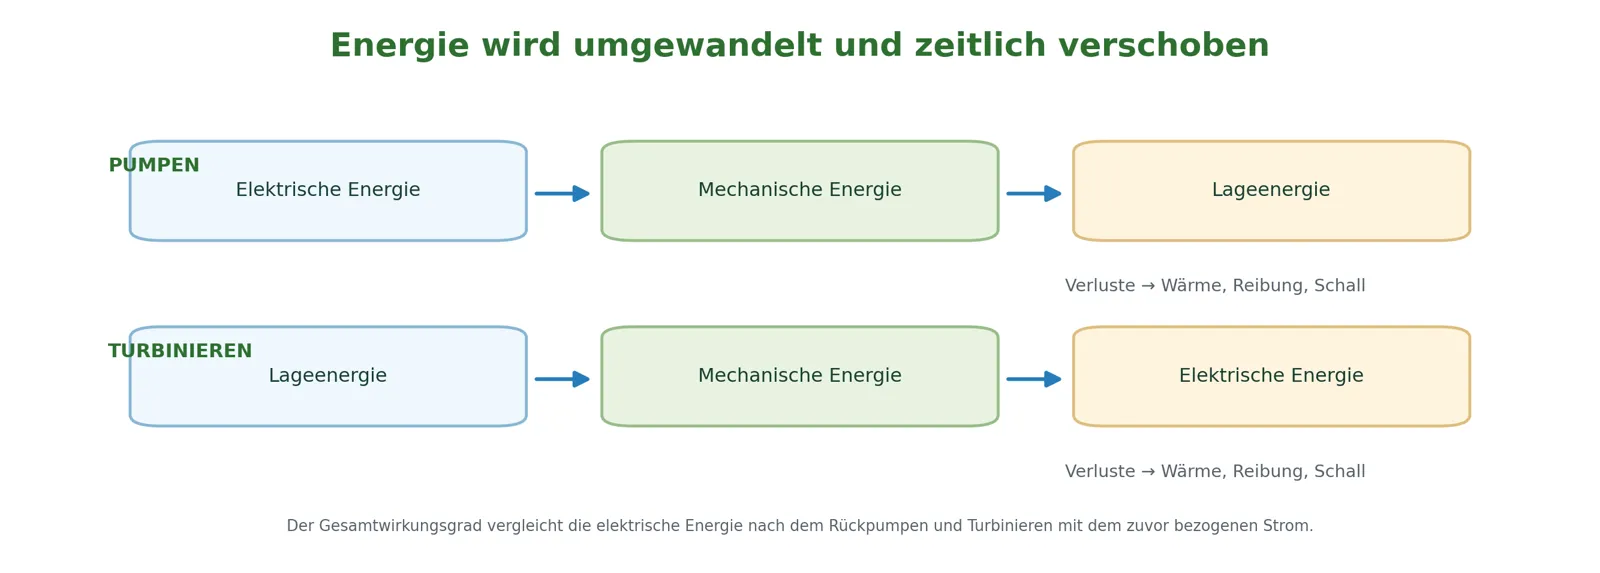 Energie wird umgewandelt und zeitlich verschoben
PUMPEN
Elektrische Energie
Mechanische Energie
Lageenergie
Verluste → Wärme, Reibung, Schall
TURBINIEREN
Lageenergie
Mechanische Energie
Elektrische Energie
Verluste → Wärme, Reibung, Schall
Der Gesamtwirkungsgrad vergleicht die elektrische Energie nach dem Rückpumpen und Turbinieren mit dem zuvor bezogenen Strom.